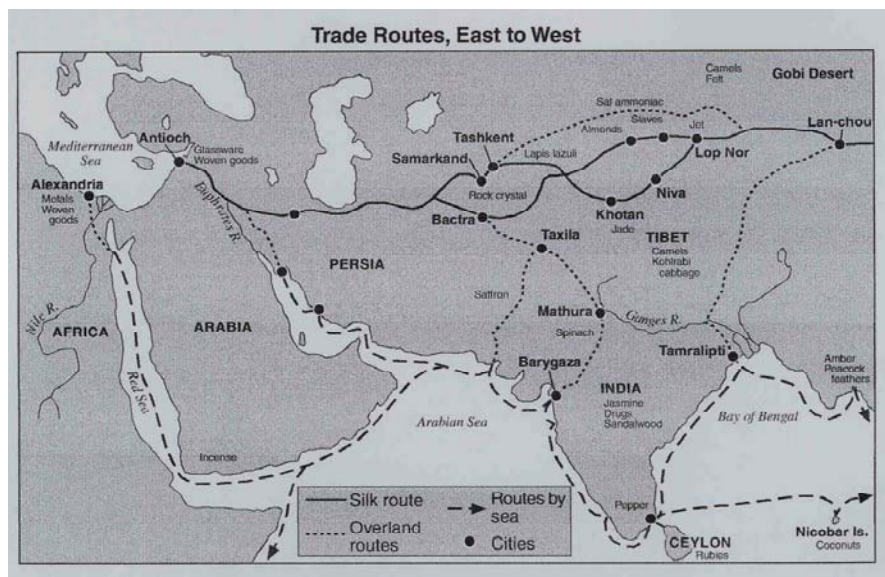 Trade Routes, East to West
Camels
Felt
Gobi Desert
Sal ammoniac
Slaves
Almonds
Jet
Lan-chou
Antioch
Glassware
Woven goods
Mediterranean
Sea
Tashkent
Samarkand
Lapis lazuli
Lop Nor
Alexandria
Metals
Woven
goods
Euphrates R.
Rock crystal
Bactra
Niva
Khotan
Jade
Taxila
TIBET
Camels
Kohlrabi
cabbage
PERSIA
Saffron
Mathura
Ganges R.
Spinach
Nile R.
AFRICA
ARABIA
Barygaza
Tamralipti
Amber
Peacock
feathers
INDIA
Jasmine
Drugs
Sandalwood
Red Sea
Arabian Sea
Bay of Bengal
Incense
Pepper
CEYLON
Rubies
Nicobar Is.
Coconuts
Silk route
Overland
routes
Routes by
sea
Cities